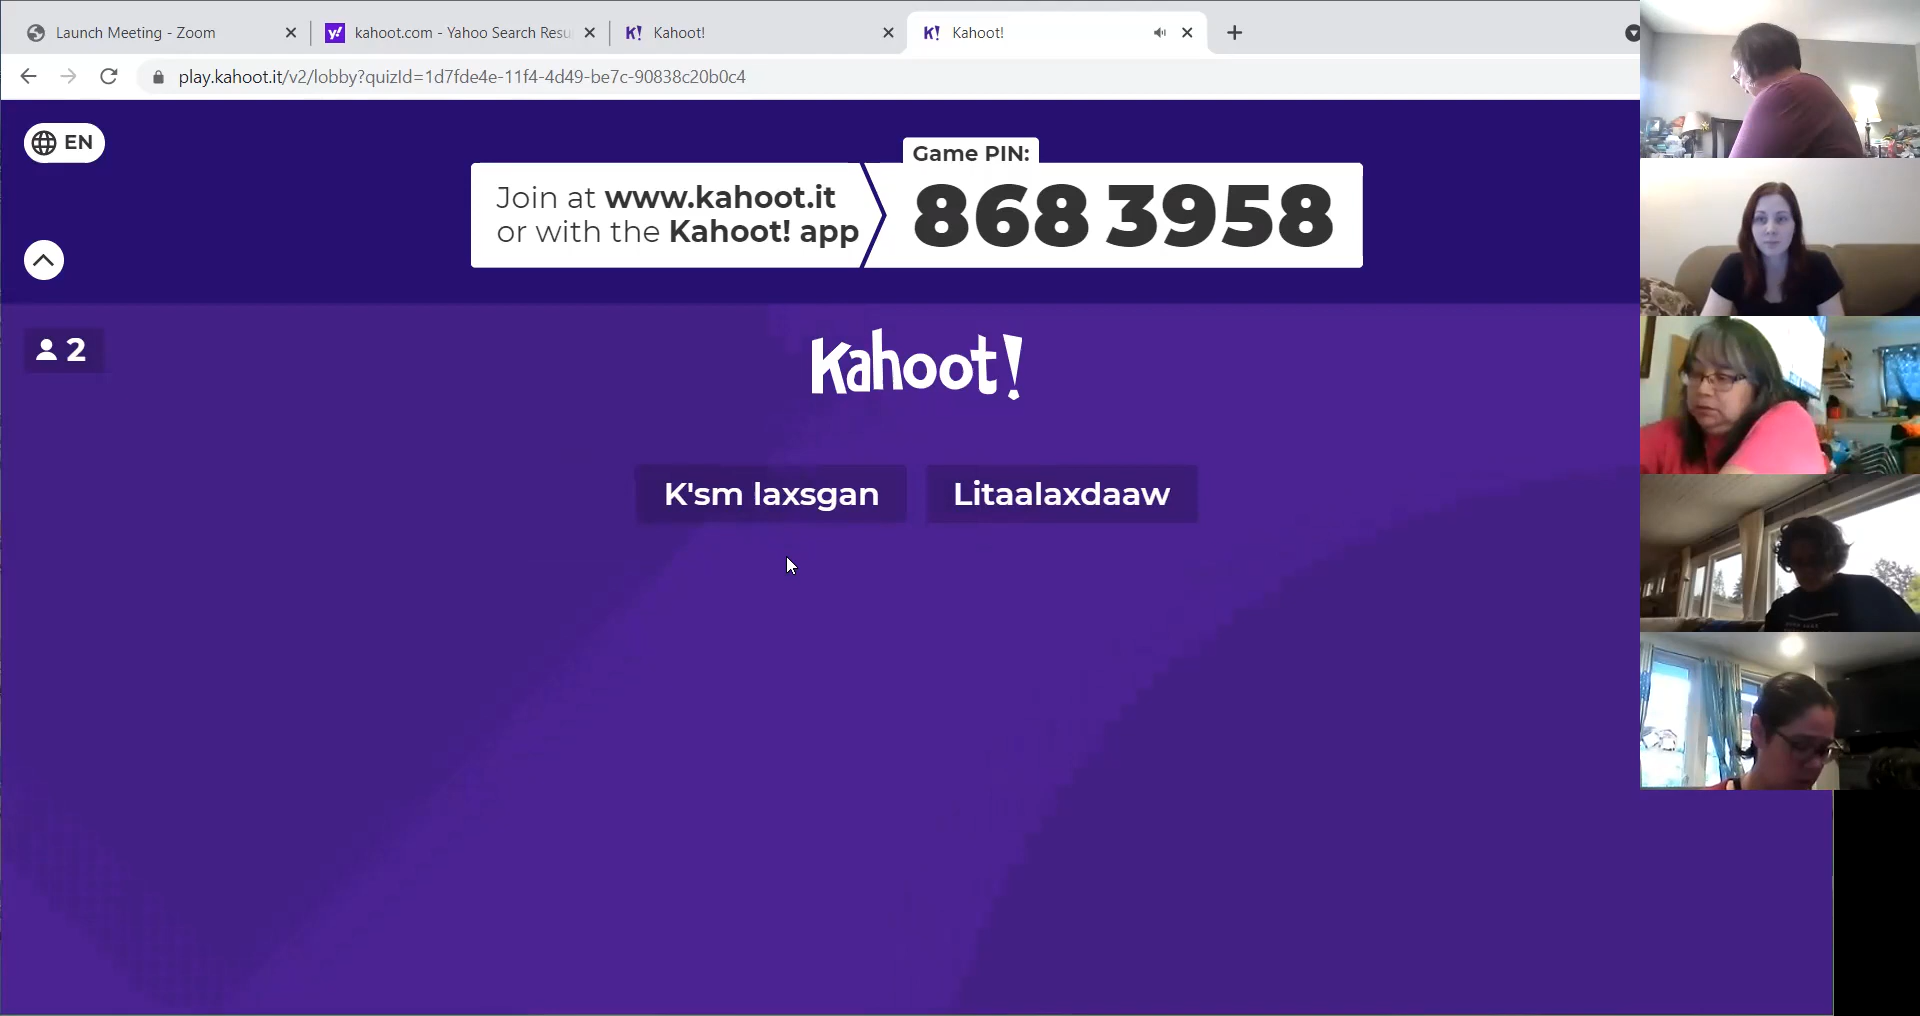 Launch Meeting - Zoom
kahoot.com - Yahoo Search Resu
K! Kahoot!
K! Kahoot!
play.kahoot.it/v2/lobby?quizId=1d7fde4e-11f4-4d49-be7c-90838c20b0c4
EN
Join at www.kahoot.it
or with the Kahoot! app
Game PIN:
868 3958
2
Kahoot!
K'sm laxsgan
Litaalaxdaaw